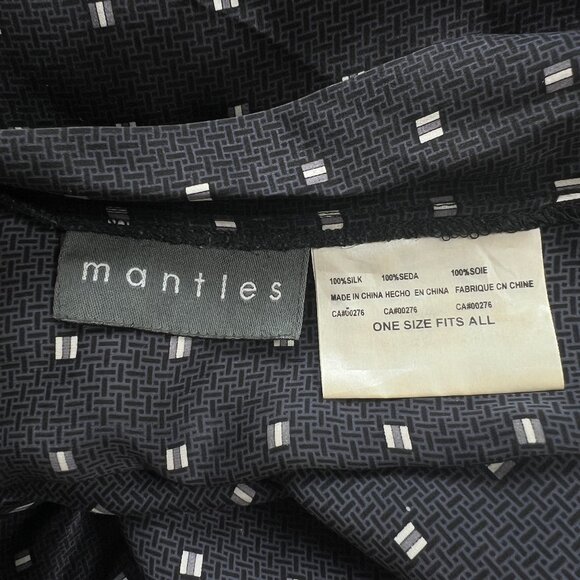 mantles
100%SILK 100%SEDA 100%SOIE
MADE IN CHINA HECHO EN CHINA FABRIQUE CN CHINE
CA#00276 CA#00276 CA#00276
ONE SIZE FITS ALL